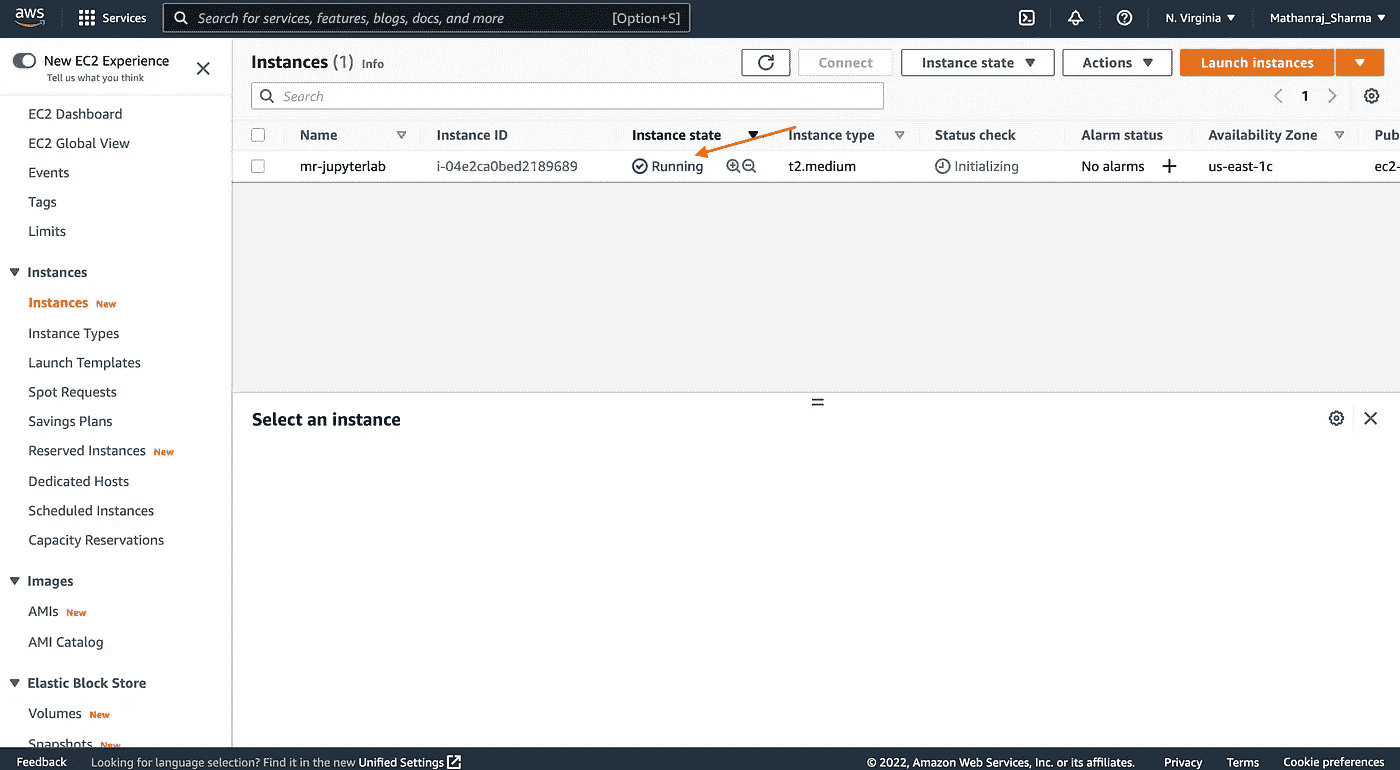 aws Services Search for services, features, blogs, docs, and more [Option+S] N. Virginia Mathanraj_Sharma
New EC2 Experience
Tell us what you think
EC2 Dashboard
EC2 Global View
Events
Tags
Limits
Instances
Instances New
Instance Types
Launch Templates
Spot Requests
Savings Plans
Reserved Instances New
Dedicated Hosts
Scheduled Instances
Capacity Reservations
Images
AMIs New
AMI Catalog
Elastic Block Store
Volumes New
Snapshots New
Instances (1) Info Connect Instance state Actions Launch instances
Search 1
Name Instance ID Instance state Instance type Status check Alarm status Availability Zone Pub
mr-jupyterlab i-04e2ca0bed2189689 Running t2.medium Initializing No alarms us-east-1c ec2-
Select an instance
Feedback Looking for language selection? Find it in the new Unified Settings © 2022, Amazon Web Services, Inc. or its affiliates. Privacy Terms Cookie preferences